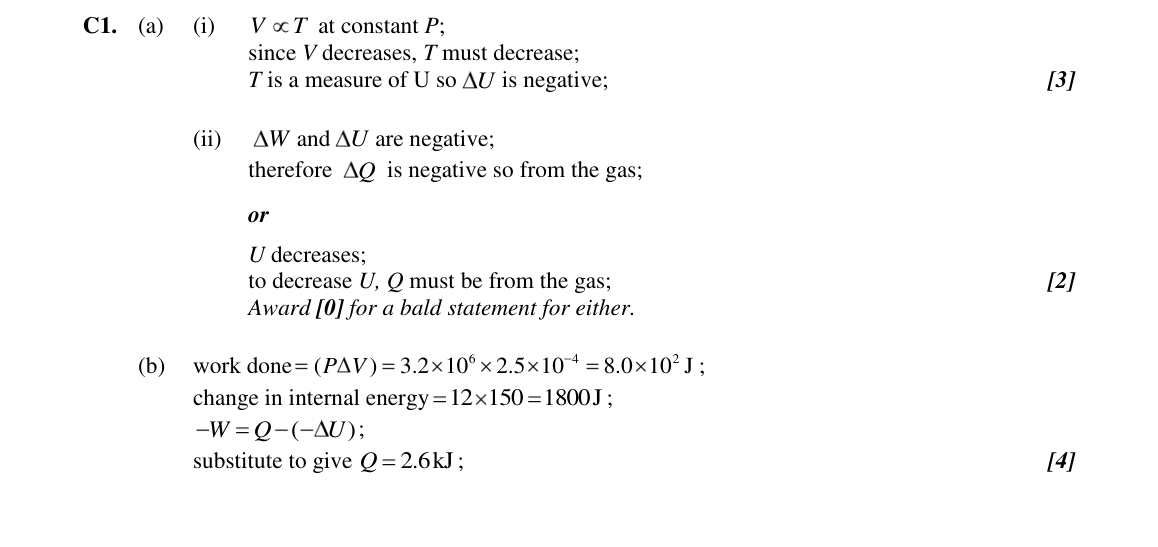 C1. (a) (i) V ∝ T at constant P;
since V decreases, T must decrease;
T is a measure of U so ΔU is negative; [3]
(ii) ΔW and ΔU are negative;
therefore ΔQ is negative so from the gas;
or
U decreases;
to decrease U, Q must be from the gas; [2]
Award [0] for a bald statement for either.
(b) work done = (PΔV) = 3.2×10⁶ × 2.5×10⁻⁴ = 8.0×10² J ;
change in internal energy = 12×150 = 1800J ;
−W = Q−(−ΔU);
substitute to give Q = 2.6kJ ; [4]